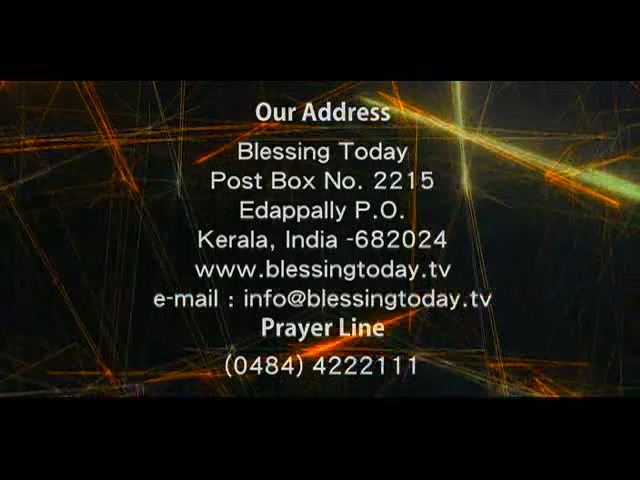 Our Address
Blessing Today
Post Box No. 2215
Edappally P.O.
Kerala, India -682024
www.blessingtoday.tv
e-mail : info@blessingtoday.tv
Prayer Line
(0484) 4222111